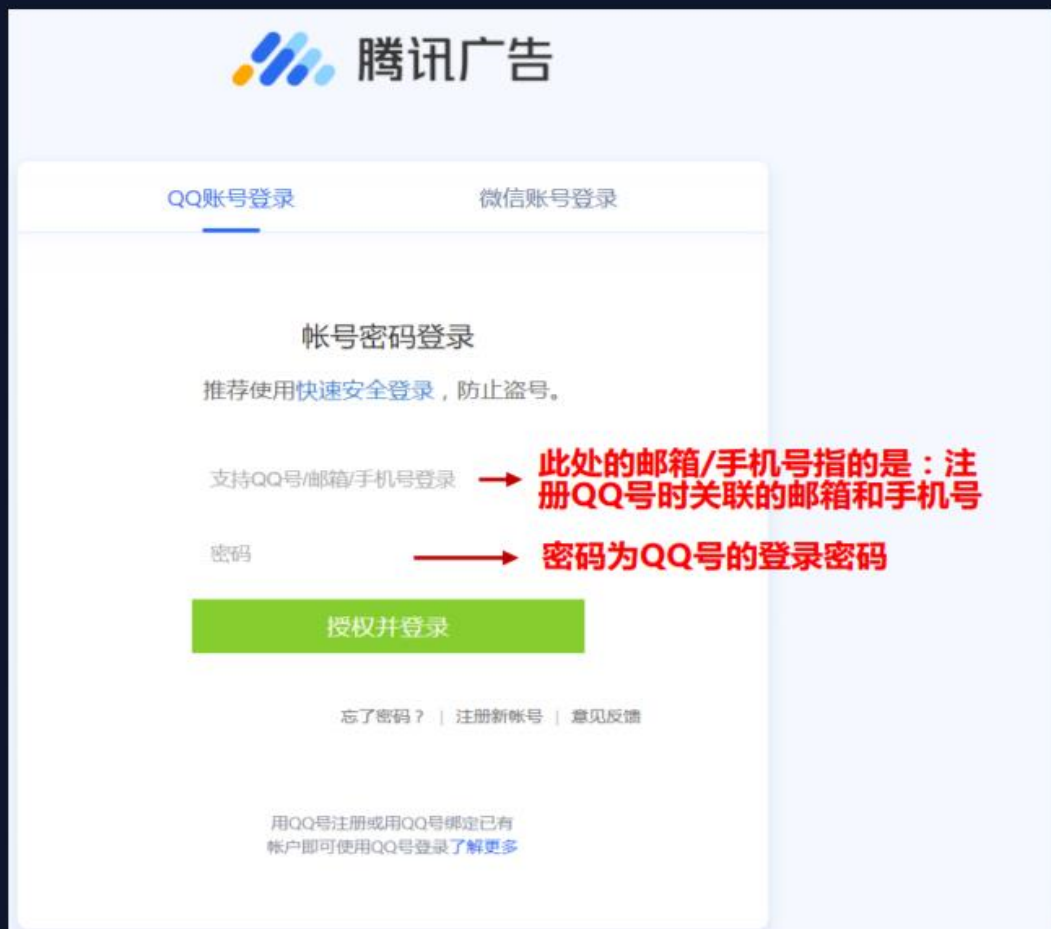 腾讯广告
QQ账号登录 微信账号登录
帐号密码登录
推荐使用快速安全登录，防止盗号。
支持QQ号/邮箱/手机号登录
此处的邮箱/手机号指的是：注
册QQ号时关联的邮箱和手机号
密码
密码为QQ号的登录密码
授权并登录
忘了密码？ | 注册新帐号 | 意见反馈
用QQ号注册或用QQ号绑定已有
帐户即可使用QQ号登录了解更多